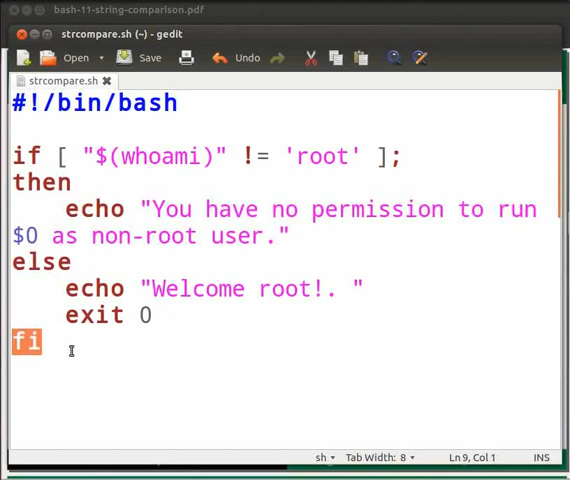 bash-11-string-comparison.pdf
strcompare.sh (~) - gedit
Open Save Undo
strcompare.sh
#!/bin/bash
if [ "$(whoami)" != 'root' ];
then
echo "You have no permission to run
$0 as non-root user."
else
echo "Welcome root!. "
exit 0
fi
sh Tab Width: 8 Ln 9, Col 1 INS